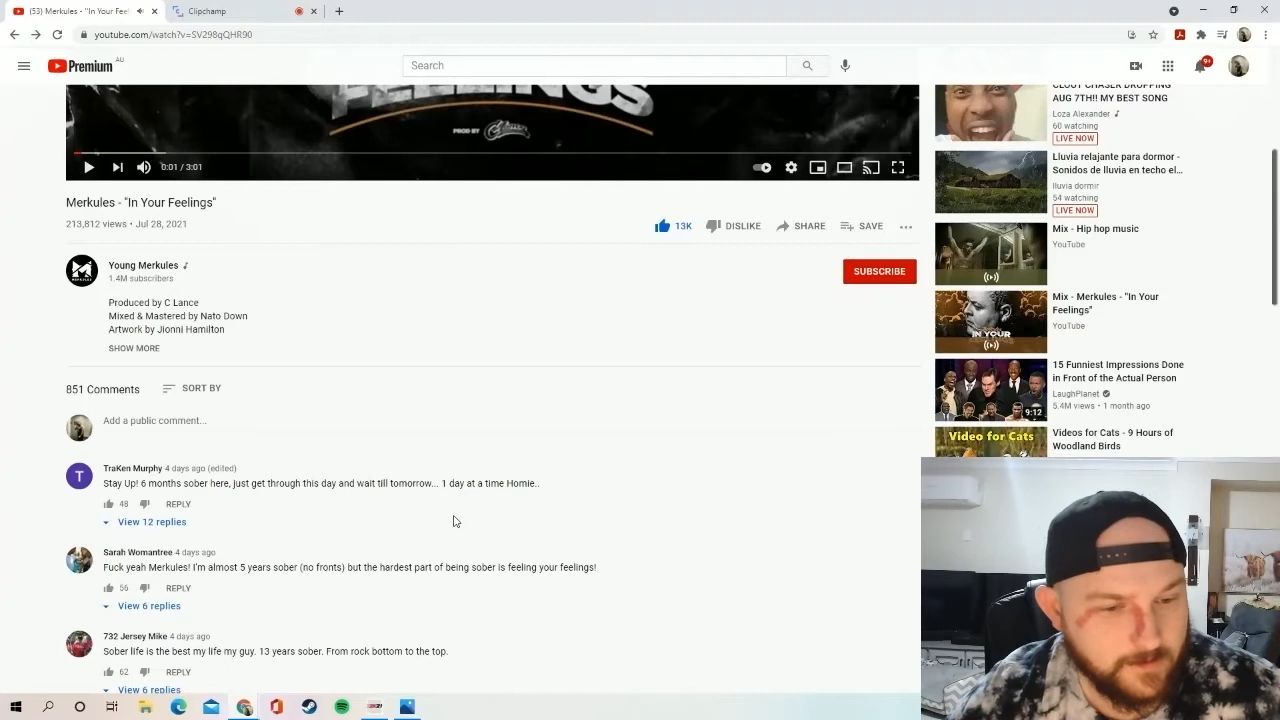 (53) Merkules - "In Your Feel
Clipchamp
youtube.com/watch?v=SV298qQHR90
Premium
AU
Search
9+
FEELINGS
PROD BY
0:01 / 3:01
Merkules - "In Your Feelings"
213,812 views • Jul 28, 2021
13K
DISLIKE
SHARE
SAVE
Young Merkules
1.4M subscribers
SUBSCRIBE
Produced by C Lance
Mixed & Mastered by Nato Down
Artwork by Jionni Hamilton
SHOW MORE
851 Comments
SORT BY
Add a public comment...
T
TraKen Murphy 4 days ago (edited)
Stay Up! 6 months sober here, just get through this day and wait till tomorrow... 1 day at a time Homie..
48
REPLY
View 12 replies
Sarah Womantree 4 days ago
Fuck yeah Merkules! I'm almost 5 years sober (no fronts) but the hardest part of being sober is feeling your feelings!
56
REPLY
View 6 replies
732 Jersey Mike 4 days ago
Sober life is the best my life my guy. 13 years sober. From rock bottom to the top.
62
REPLY
View 6 replies
CLOUT CHASER DROPPING
AUG 7TH!! MY BEST SONG
Loza Alexander
60 watching
LIVE NOW
Lluvia relajante para dormir -
Sonidos de lluvia en techo el...
lluvia dormir
54 watching
LIVE NOW
Mix - Hip hop music
YouTube
IN YOUR
Mix - Merkules - "In Your
Feelings"
YouTube
9:12
15 Funniest Impressions Done
in Front of the Actual Person
LaughPlanet
5.4M views • 1 month ago
Video for Cats
Videos for Cats - 9 Hours of
Woodland Birds